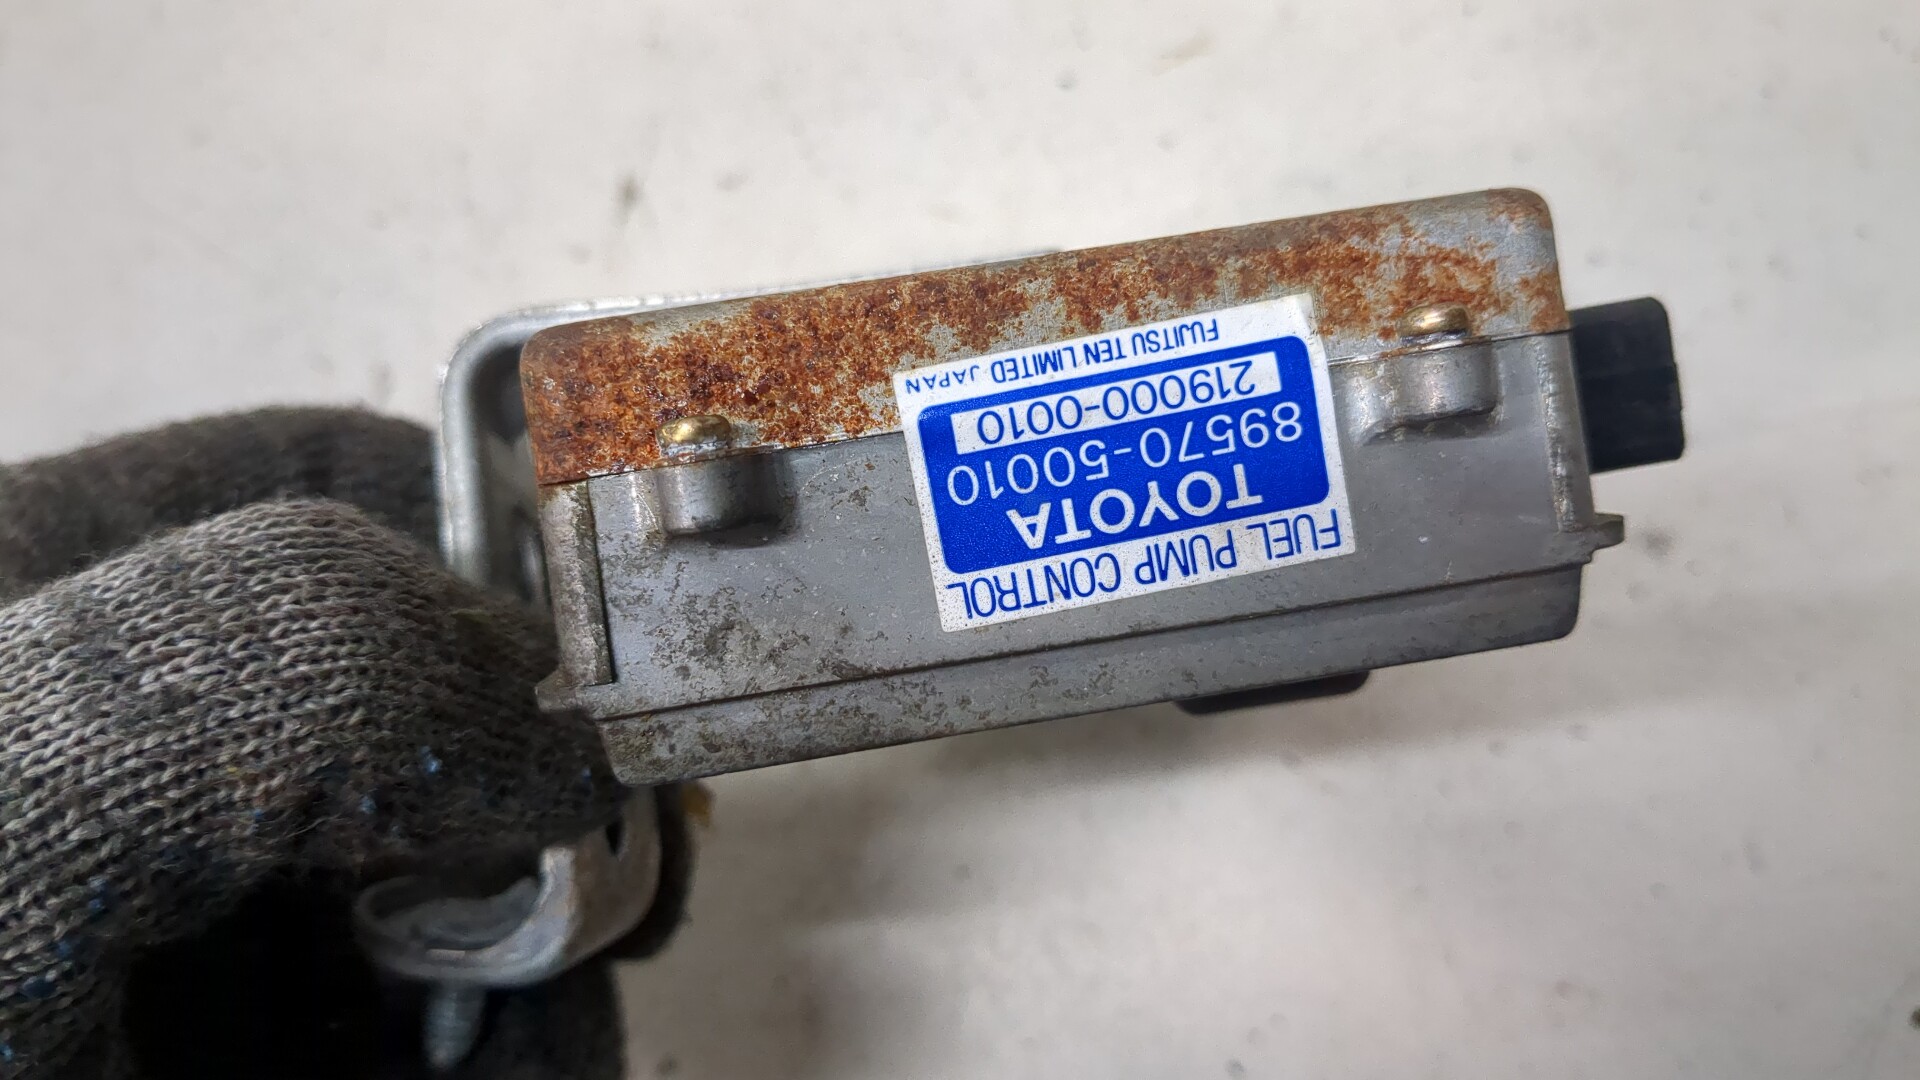 FUEL PUMP CONTROL
TOYOTA
89570-50010
219000-0010
FUJITSU TEN LIMITED JAPAN